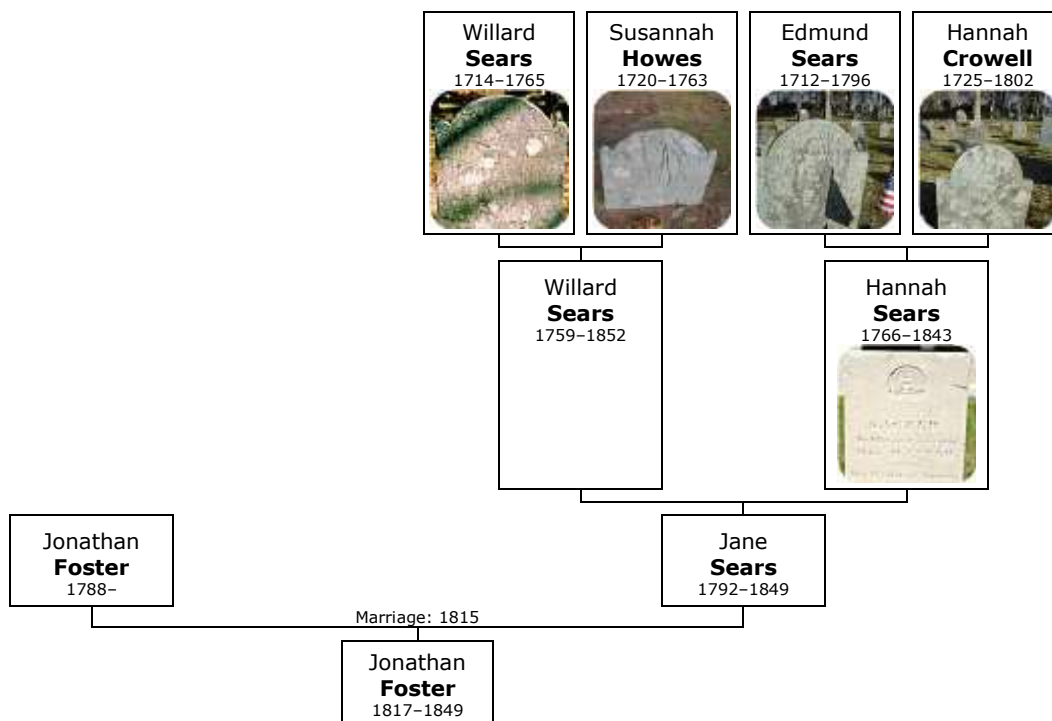 Willard
Sears
1714–1765
Susannah
Howes
1720–1763
Edmund
Sears
1712–1796
Hannah
Crowell
1725–1802
Willard
Sears
1759–1852
Hannah
Sears
1766–1843
Jonathan
Foster
1788–
Jane
Sears
1792–1849
Marriage: 1815
Jonathan
Foster
1817–1849